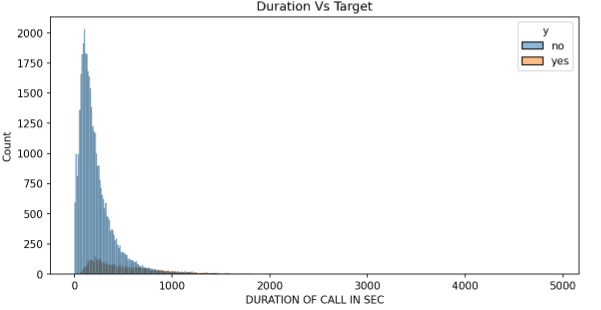 Duration Vs Target
y
no
yes
Count
2000
1750
1500
1250
1000
750
500
250
0
0 1000 2000 3000 4000 5000
DURATION OF CALL IN SEC